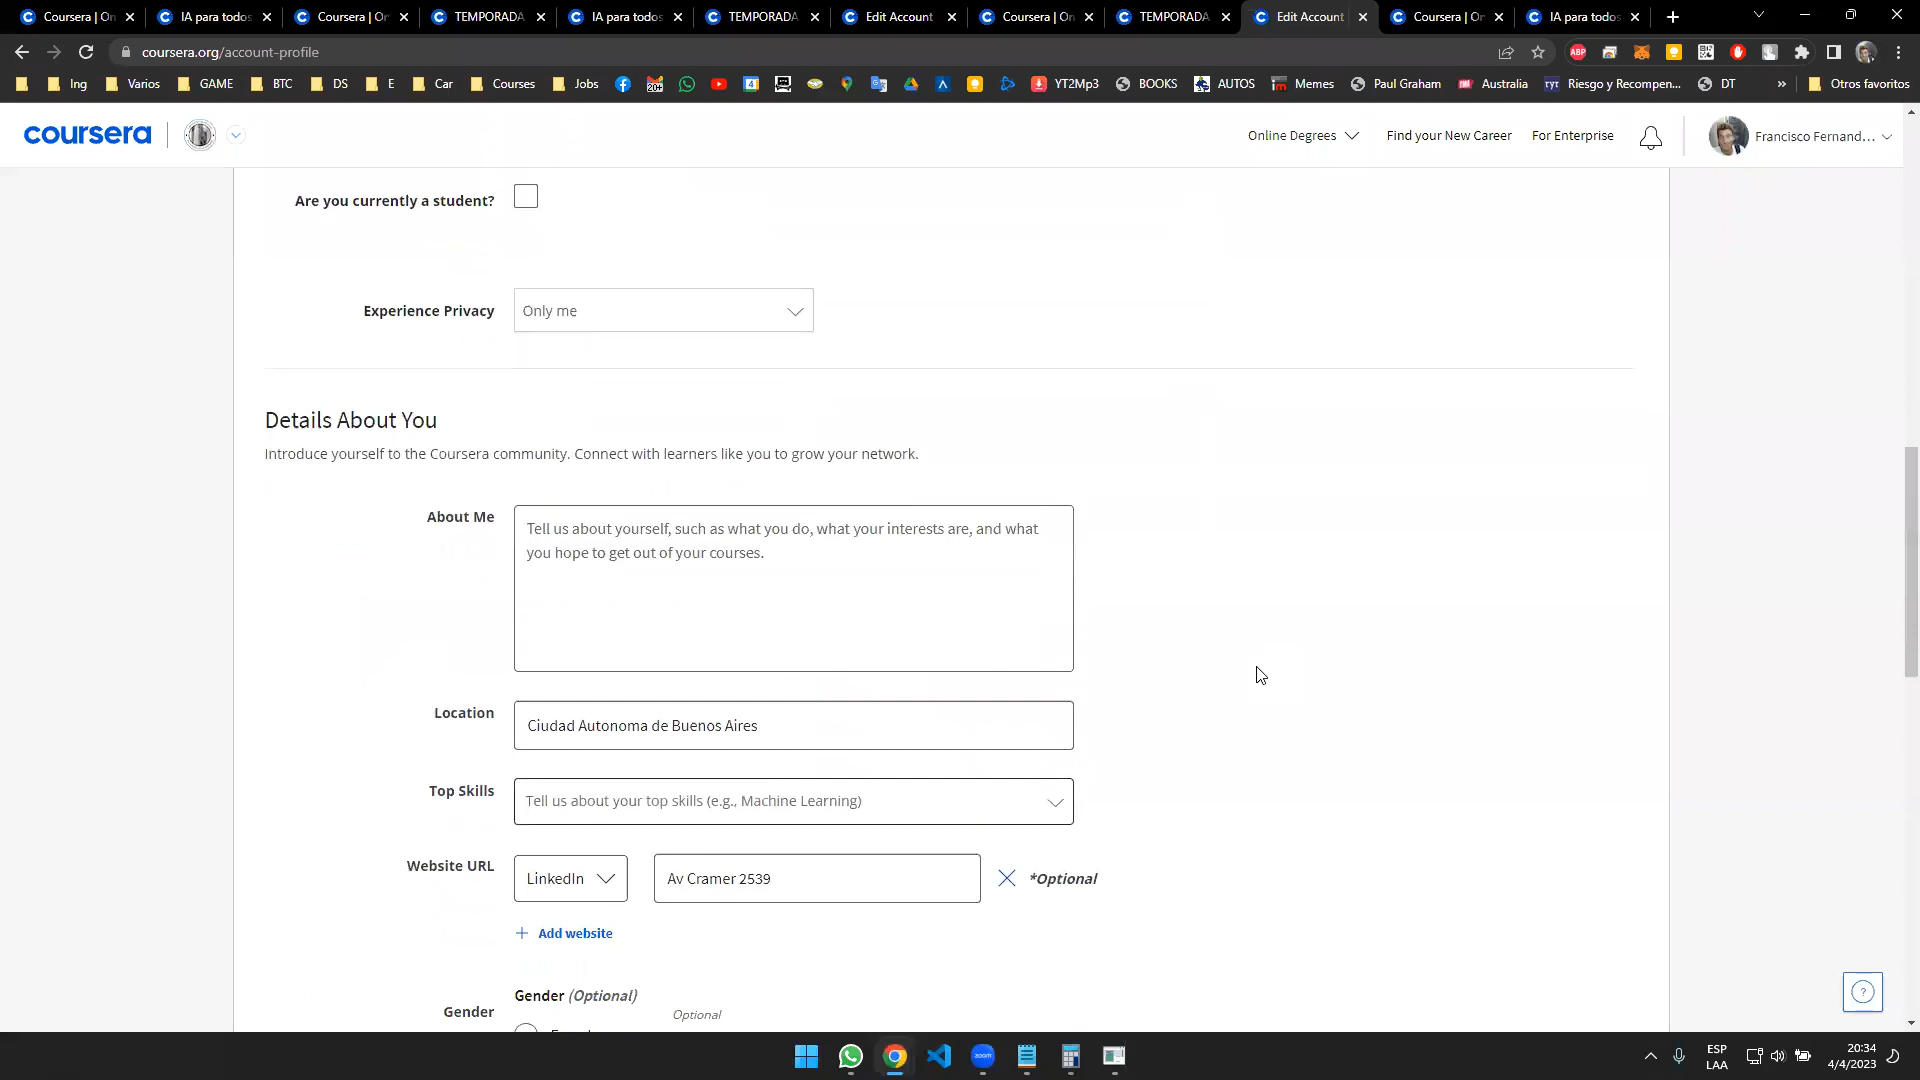 Coursera | On
IA para todos
Coursera | On
TEMPORADA
IA para todos
TEMPORADA
Edit Account
Coursera | On
TEMPORADA
Edit Account
Coursera | On
IA para todos
coursera.org/account-profile
Ing
Varios
GAME
BTC
DS
E
Car
Courses
Jobs
YT2Mp3
BOOKS
AUTOS
Memes
Paul Graham
Australia
Riesgo y Recompen...
DT
Otros favoritos
coursera
Online Degrees
Find your New Career
For Enterprise
Francisco Fernand...
Are you currently a student?
Experience Privacy
Only me
Details About You
Introduce yourself to the Coursera community. Connect with learners like you to grow your network.
About Me
Tell us about yourself, such as what you do, what your interests are, and what
you hope to get out of your courses.
Location
Ciudad Autonoma de Buenos Aires
Top Skills
Tell us about your top skills (e.g., Machine Learning)
Website URL
LinkedIn
Av Cramer 2539
*Optional
+ Add website
Gender (Optional)
Gender
Optional
ESP
LAA
20:34
4/4/2023